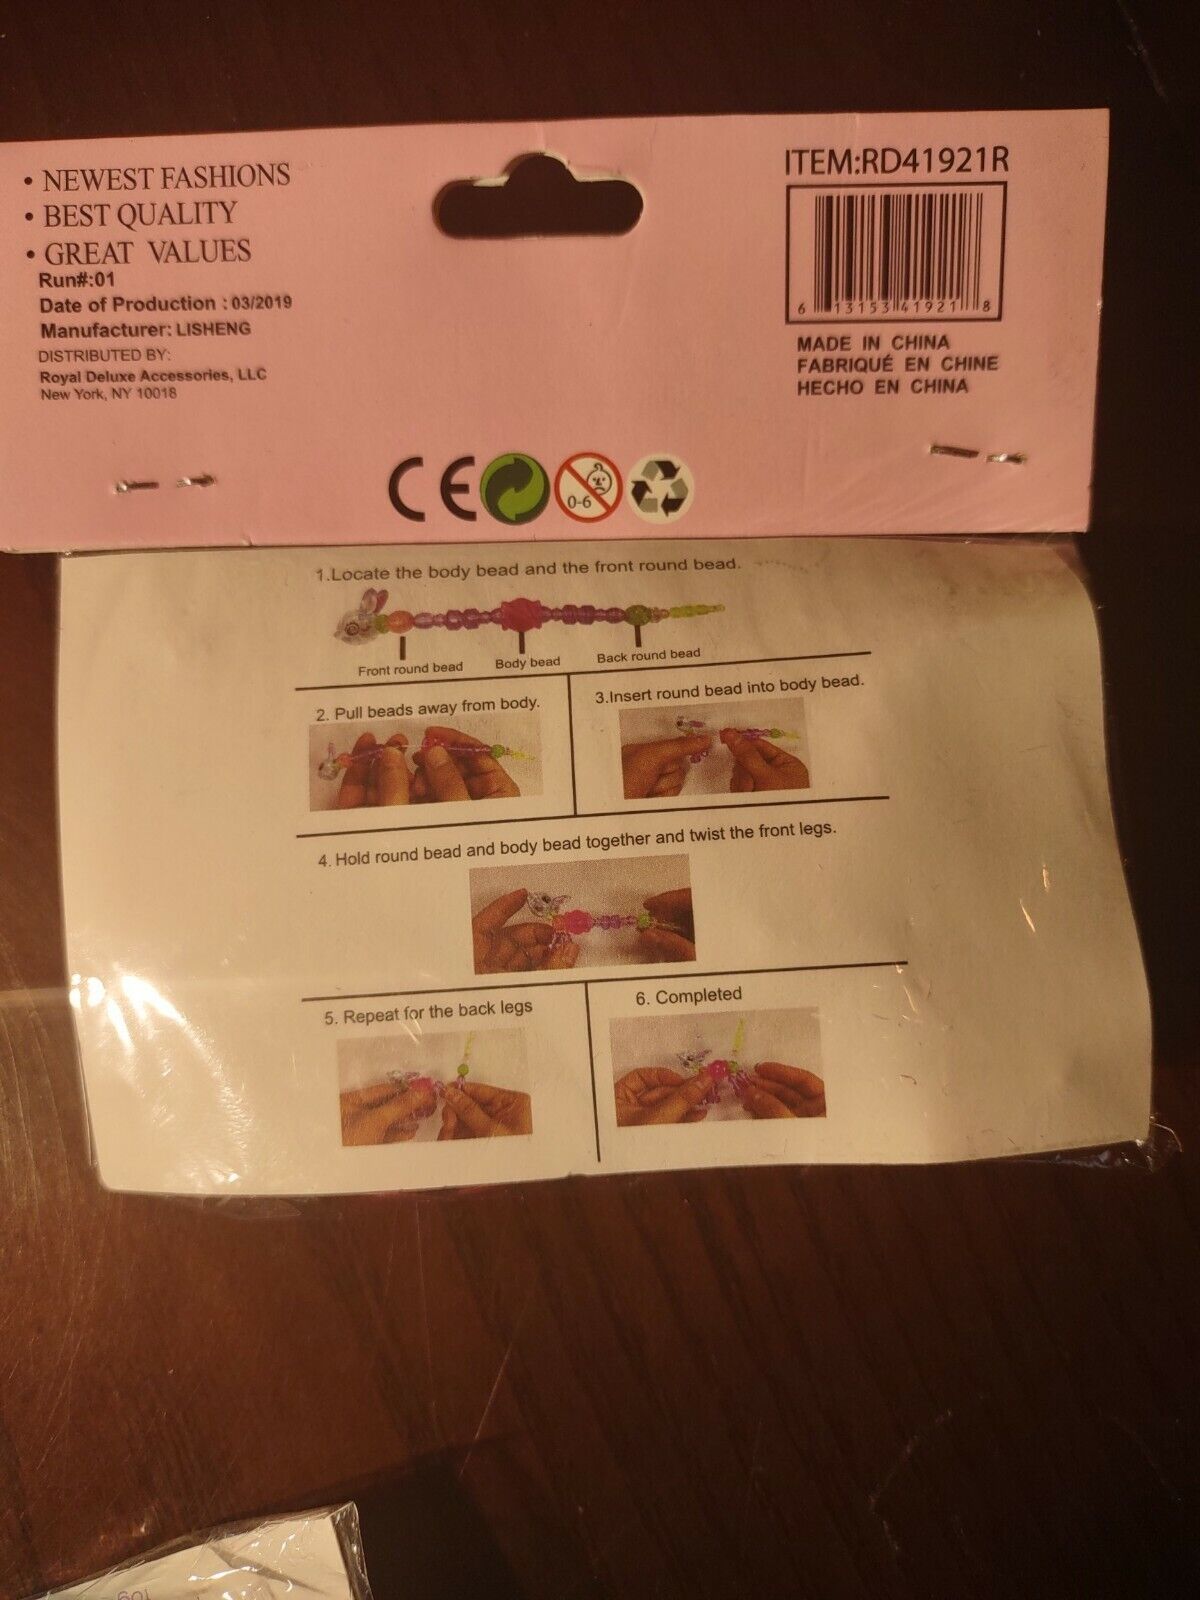 • NEWEST FASHIONS
• BEST QUALITY
• GREAT VALUES
Run#:01
Date of Production : 03/2019
Manufacturer: LISHENG
DISTRIBUTED BY:
Royal Deluxe Accessories, LLC
New York, NY 10018
ITEM:RD41921R
6 13153 41921 8
MADE IN CHINA
FABRIQUÉ EN CHINE
HECHO EN CHINA
CE
0-6
1.Locate the body bead and the front round bead.
Front round bead
Body bead
Back round bead
2. Pull beads away from body.
3.Insert round bead into body bead.
4. Hold round bead and body bead together and twist the front legs.
5. Repeat for the back legs
6. Completed